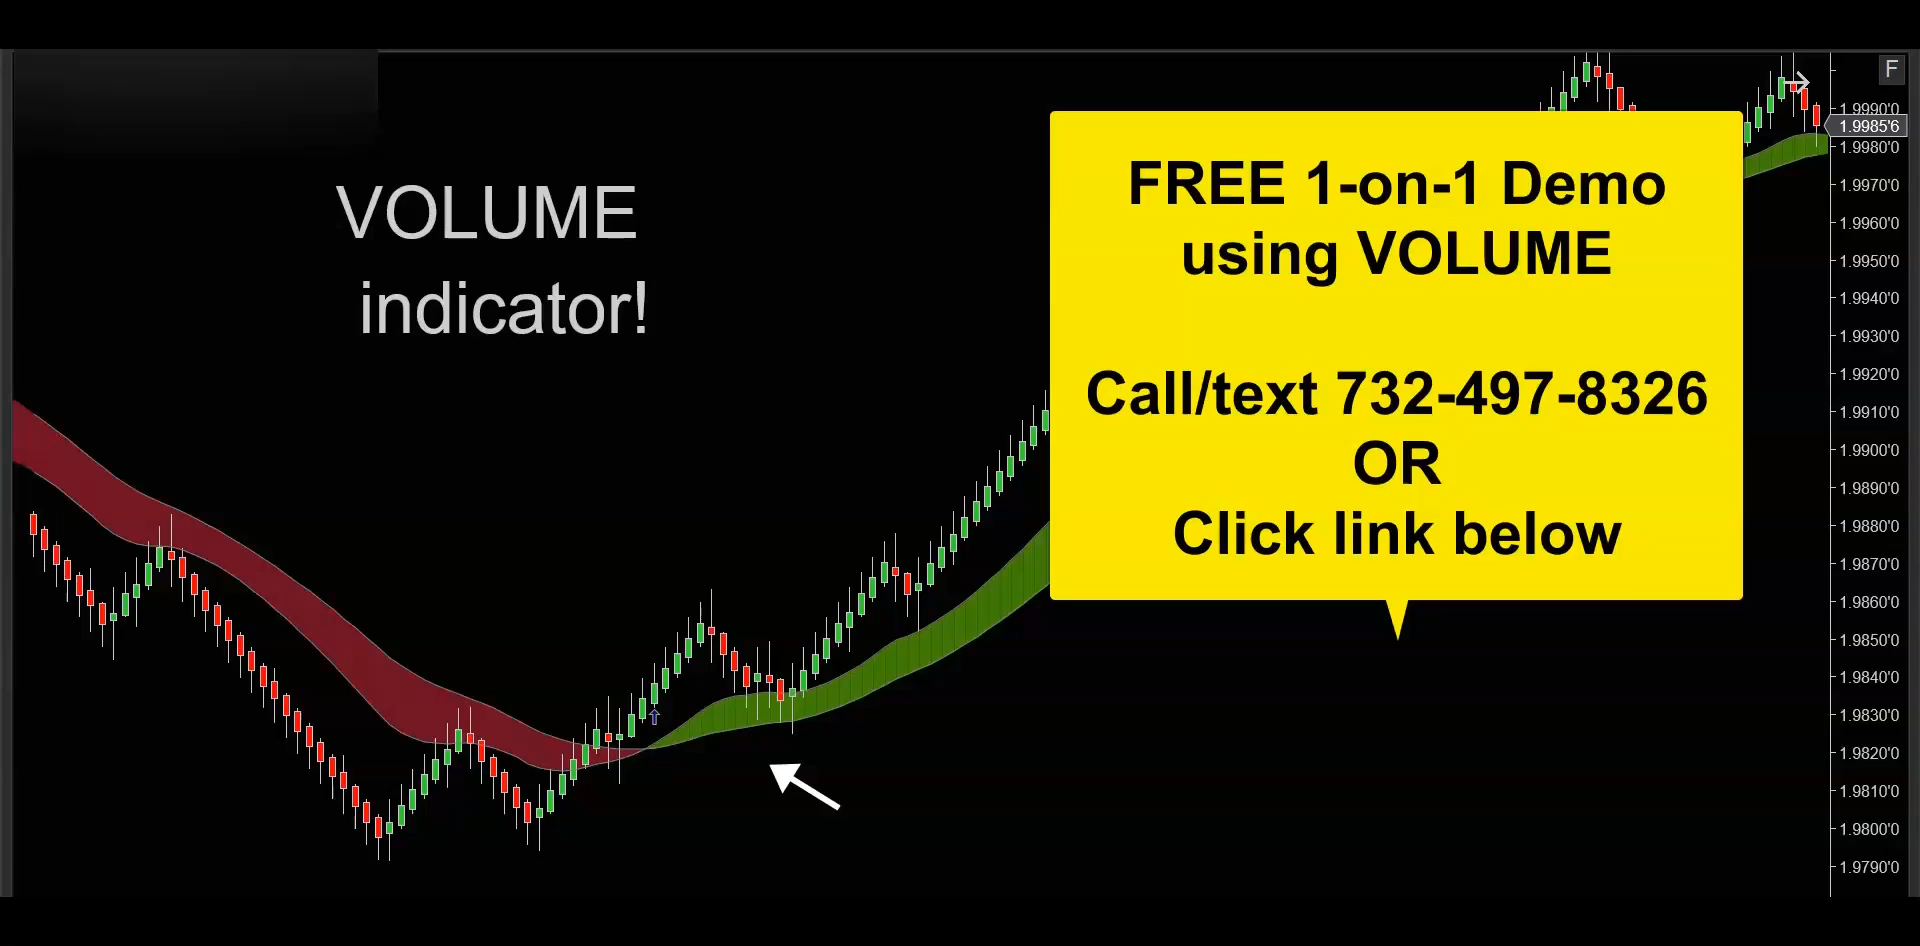 VOLUME
indicator!
FREE 1-on-1 Demo
using VOLUME
Call/text 732-497-8326
OR
Click link below
F
1.9990'0
1.9985'6
1.9980'0
1.9970'0
1.9960'0
1.9950'0
1.9940'0
1.9930'0
1.9920'0
1.9910'0
1.9900'0
1.9890'0
1.9880'0
1.9870'0
1.9860'0
1.9850'0
1.9840'0
1.9830'0
1.9820'0
1.9810'0
1.9800'0
1.9790'0